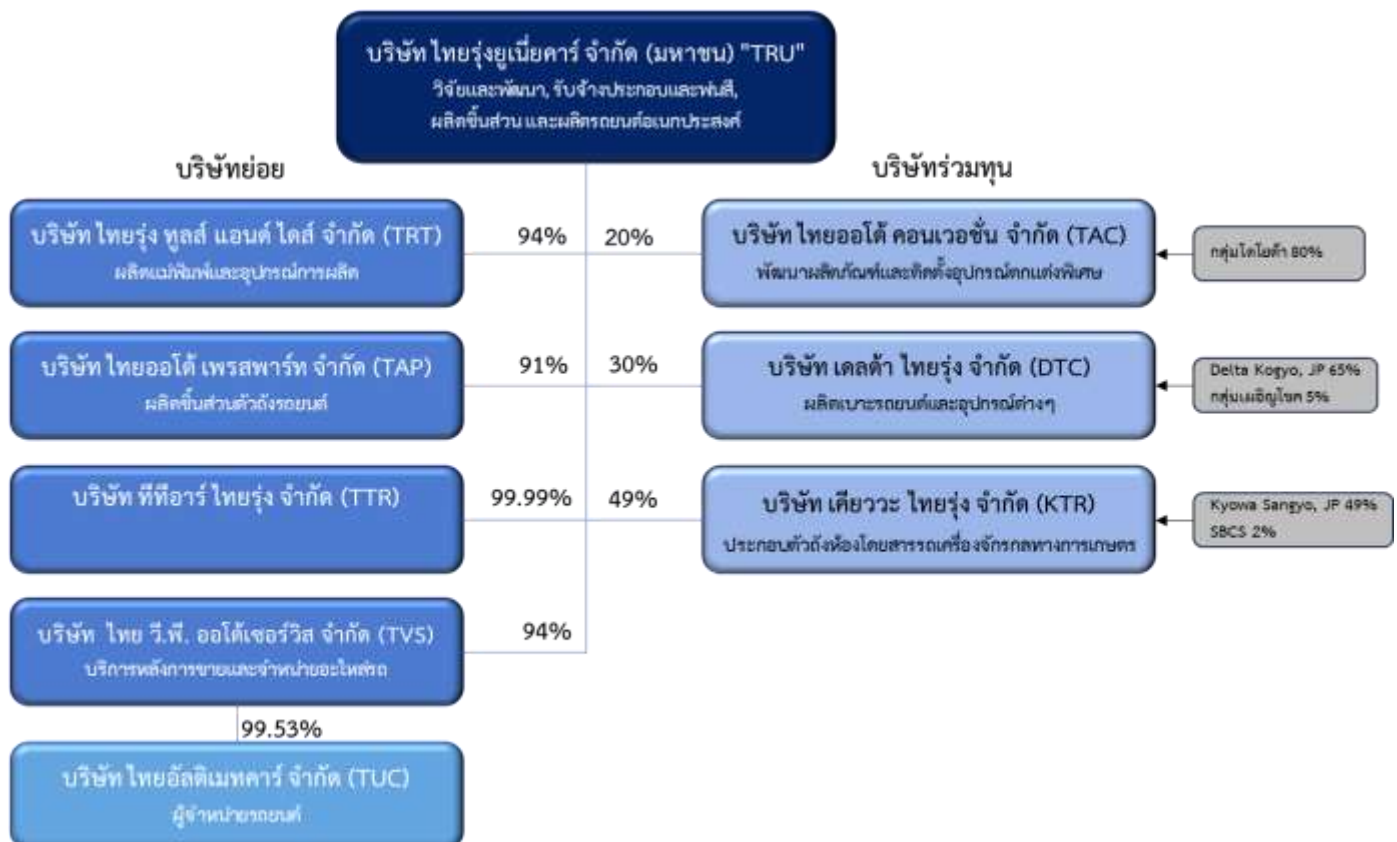 บริษัท ไทยรุ่งยูเนี่ยนคาร์ จำกัด (มหาชน) "TRU"
วิจัยและพัฒนา, รับจ้างประกอบและพ่นสี,
ผลิตชิ้นส่วน และผลิตรถยนต์อเนกประสงค์
บริษัทย่อย
บริษัทร่วมทุน
บริษัท ไทยรุ่ง ทูลส์ แอนด์ ไดส์ จำกัด (TRT)
ผลิตแม่พิมพ์และอุปกรณ์การผลิต
94%
20%
บริษัท ไทยออโต้ คอนเวอชั่น จำกัด (TAC)
พัฒนาผลิตภัณฑ์และติดตั้งอุปกรณ์ตกแต่งพิเศษ
กลุ่มโตโยต้า 80%
บริษัท ไทยออโต้ เพรสพาร์ท จำกัด (TAP)
ผลิตชิ้นส่วนตัวถังรถยนต์
91%
30%
บริษัท เดลต้า ไทยรุ่ง จำกัด (DTC)
ผลิตเบาะรถยนต์และอุปกรณ์ต่างๆ
Delta Kogyo, JP 65%
กลุ่มเผอิญโชค 5%
บริษัท ทีทีอาร์ ไทยรุ่ง จำกัด (TTR)
99.99%
49%
บริษัท เคียววะ ไทยรุ่ง จำกัด (KTR)
ประกอบตัวถังห้องโดยสารรถเครื่องจักรกลทางการเกษตร
Kyowa Sangyo, JP 49%
SBCS 2%
บริษัท ไทย วี.พี. ออโต้เซอร์วิส จำกัด (TVS)
บริการหลังการขายและจำหน่ายอะไหล่รถ
94%
99.53%
บริษัท ไทยอัลติเมทคาร์ จำกัด (TUC)
ผู้จำหน่ายรถยนต์